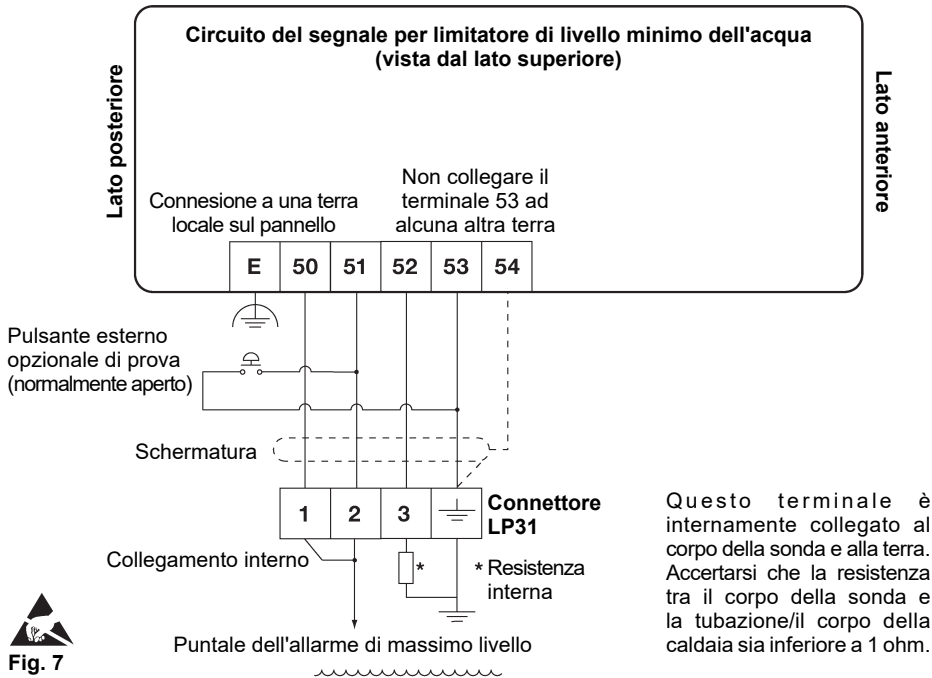 Circuito del segnale per limitatore di livello minimo dell'acqua
(vista dal lato superiore)
Lato posteriore
Lato anteriore
Connesione a una terra
locale sul pannello
Non collegare il
terminale 53 ad
alcuna altra terra
E 50 51 52 53 54
Pulsante esterno
opzionale di prova
(normalmente aperto)
Schermatura
1 2 3
Connettore
LP31
Collegamento interno
*
* Resistenza
interna
Puntale dell'allarme di massimo livello
Questo terminale è
internamente collegato al
corpo della sonda e alla terra.
Accertarsi che la resistenza
tra il corpo della sonda e
la tubazione/il corpo della
caldaia sia inferiore a 1 ohm.
Fig. 7